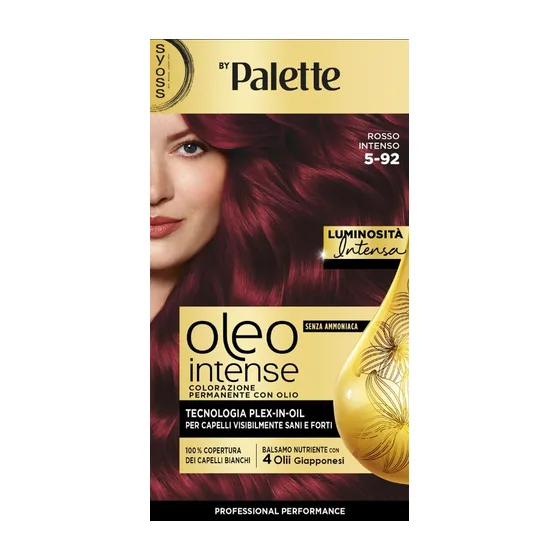 syoss
BY Palette
ROSSO
INTENSO
5-92
LUMINOSITÀ
Intensa
SENZA AMMONIACA
oleo
intense
COLORAZIONE
PERMANENTE CON OLIO
TECNOLOGIA PLEX-IN-OIL
PER CAPELLI VISIBILMENTE SANI E FORTI
100% COPERTURA
DEI CAPELLI BIANCHI
BALSAMO NUTRIENTE CON
4 Olii Giapponesi
PROFESSIONAL PERFORMANCE